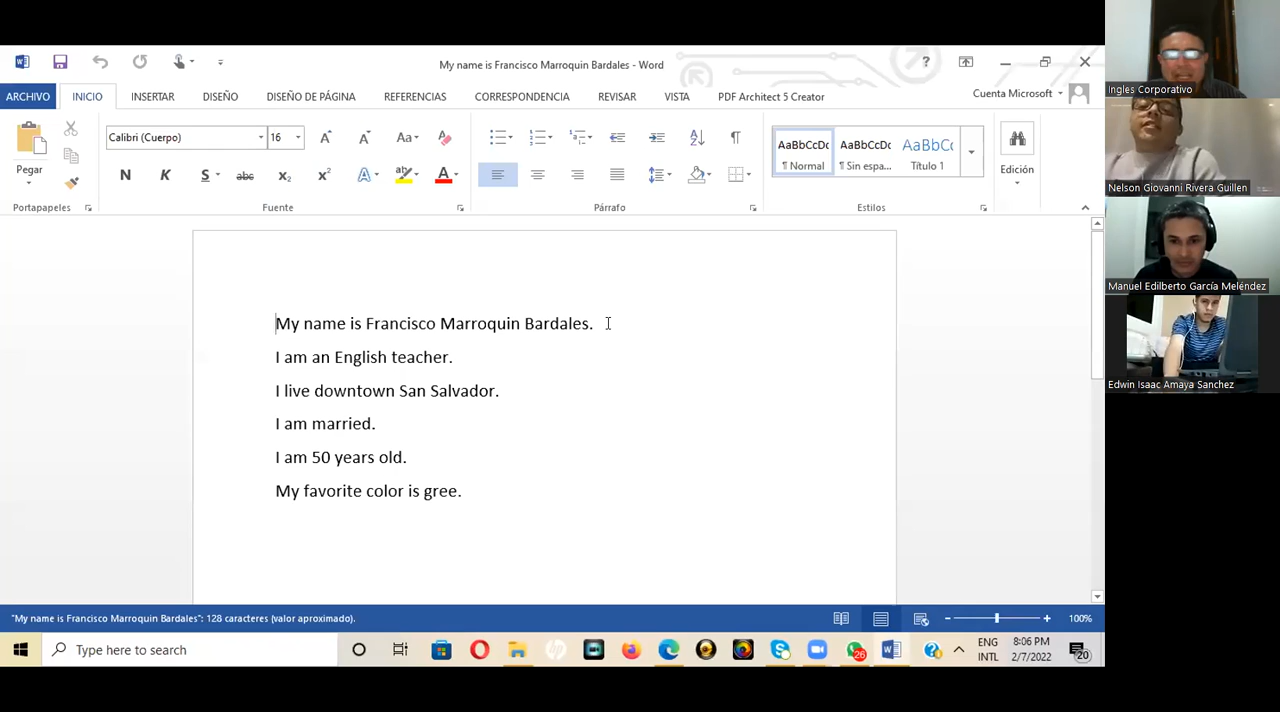 My name is Francisco Marroquin Bardales - Word
ARCHIVO INICIO INSERTAR DISEÑO DISEÑO DE PÁGINA REFERENCIAS CORRESPONDENCIA REVISAR VISTA PDF Architect 5 Creator Cuenta Microsoft
Pegar
Portapapeles
Calibri (Cuerpo) 16
Aa
N K S abc x₂ x²
Fuente
Párrafo
AaBbCcDc AaBbCcDc AaBbCc
¶ Normal ¶ Sin espa... Título 1
Estilos
Edición
My name is Francisco Marroquin Bardales.
I am an English teacher.
I live downtown San Salvador.
I am married.
I am 50 years old.
My favorite color is gree.
"My name is Francisco Marroquin Bardales": 128 caracteres (valor aproximado).
100%
Type here to search
26
ENG
INTL
8:06 PM
2/7/2022
20
Ingles Corporativo
Nelson Giovanni Rivera Guillen
Manuel Edilberto García Meléndez
Edwin Isaac Amaya Sanchez